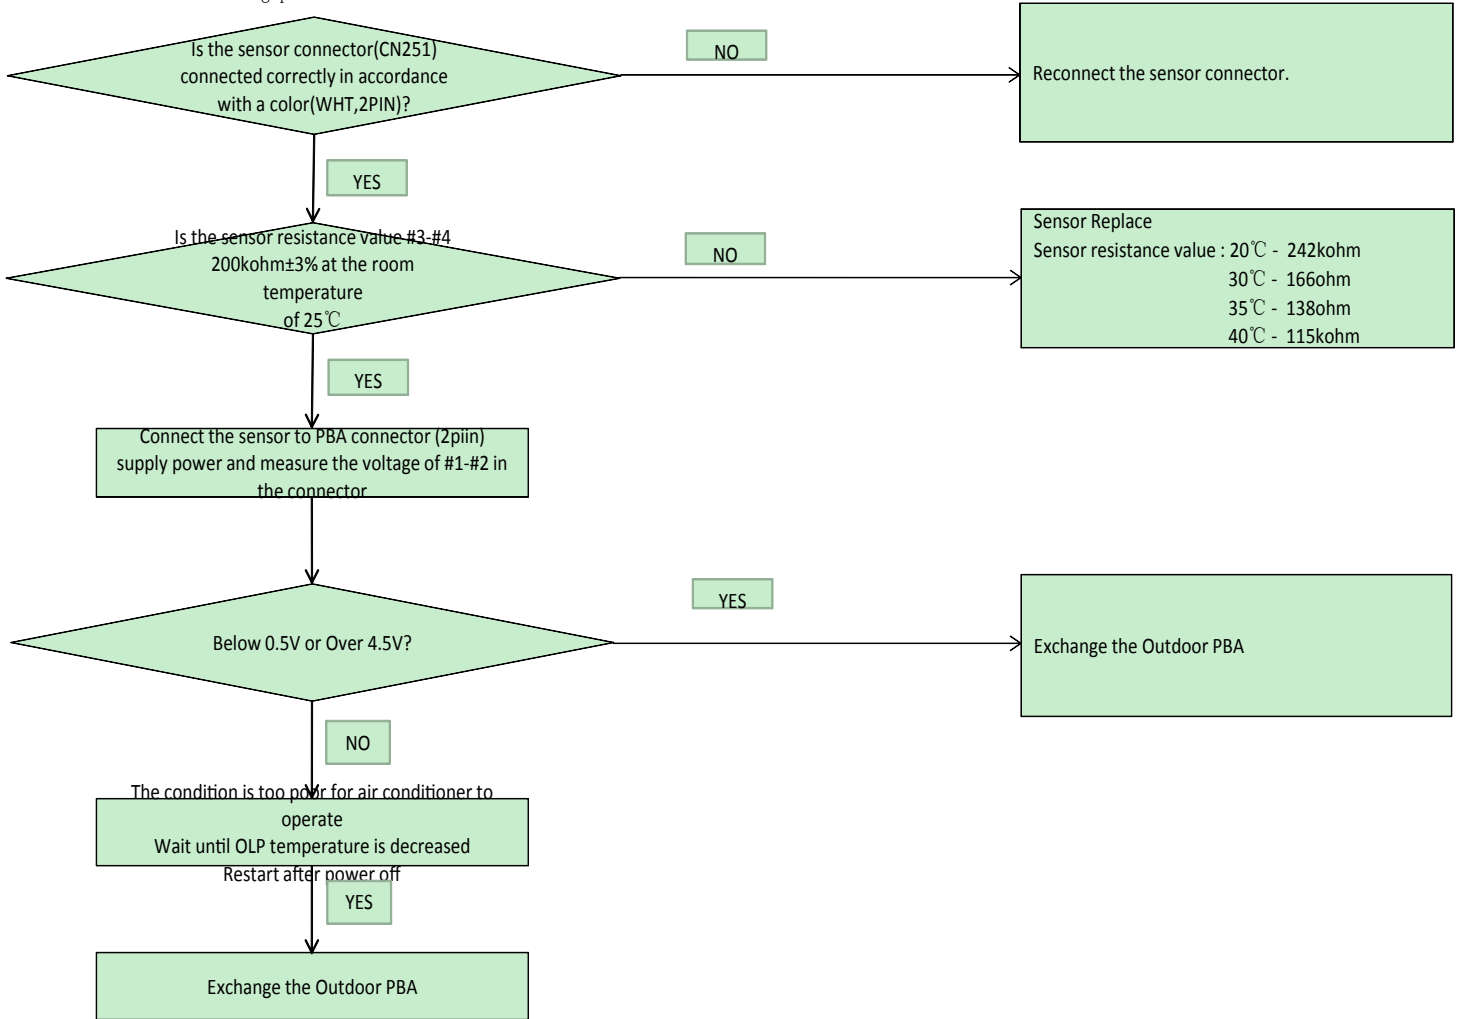 Is the sensor connector(CN251)
connected correctly in accordance
with a color(WHT,2PIN)?
NO
Reconnect the sensor connector.
YES
Is the sensor resistance value #3-#4
200kohm±3% at the room
temperature
of 25℃
NO
Sensor Replace
Sensor resistance value : 20℃ - 242kohm
30℃ - 166ohm
35℃ - 138ohm
40℃ - 115kohm
YES
Connect the sensor to PBA connector (2piin)
supply power and measure the voltage of #1-#2 in
the connector
Below 0.5V or Over 4.5V?
YES
Exchange the Outdoor PBA
NO
The condition is too poor for air conditioner to
operate
Wait until OLP temperature is decreased
Restart after power off
YES
Exchange the Outdoor PBA